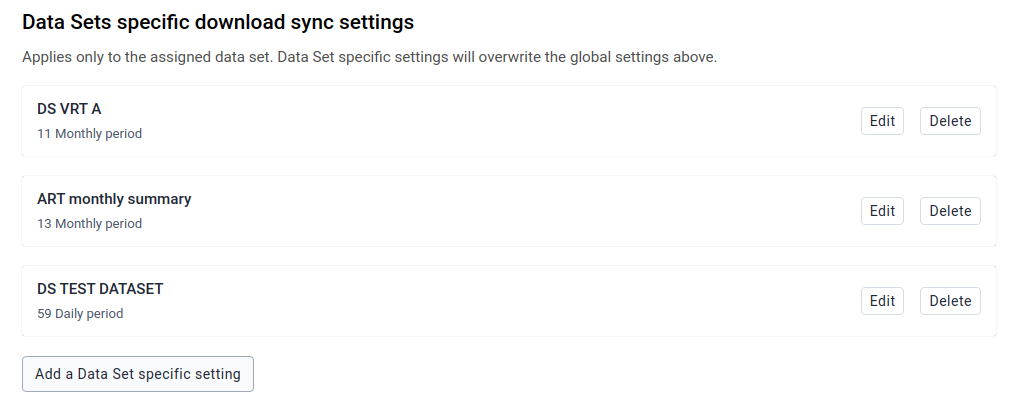 Data Sets specific download sync settings
Applies only to the assigned data set. Data Set specific settings will overwrite the global settings above.
DS VRT A
11 Monthly period
Edit
Delete
ART monthly summary
13 Monthly period
Edit
Delete
DS TEST DATASET
59 Daily period
Edit
Delete
Add a Data Set specific setting